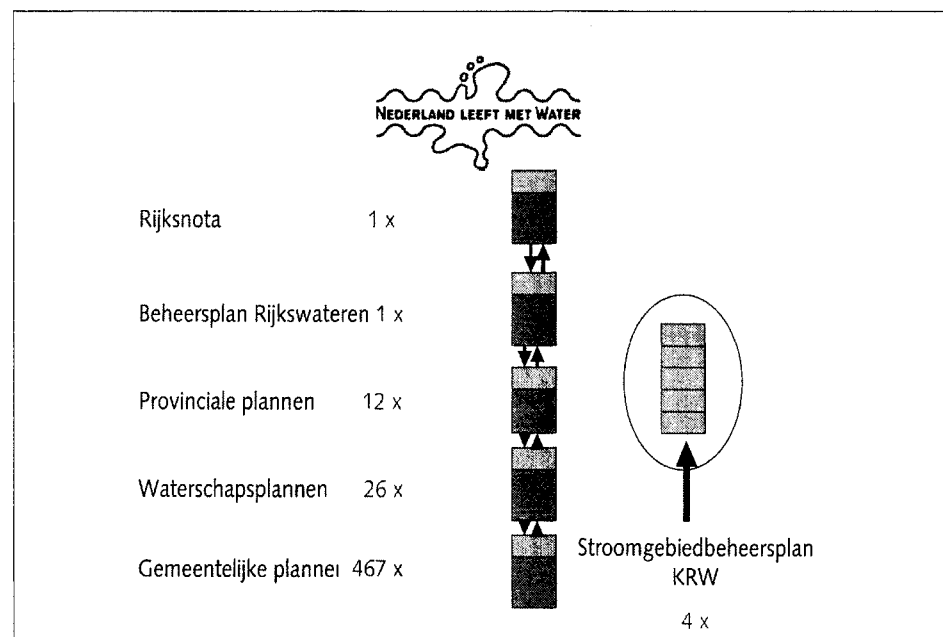 NEDERLAND LEEFT MET WATER
Rijksnota 1 x
Beheersplan Rijkswateren 1 x
Provinciale plannen 12 x
Waterschapsplannen 26 x
Gemeentelijke planner 467 x
Stroomgebiedbeheersplan
KRW
4 x